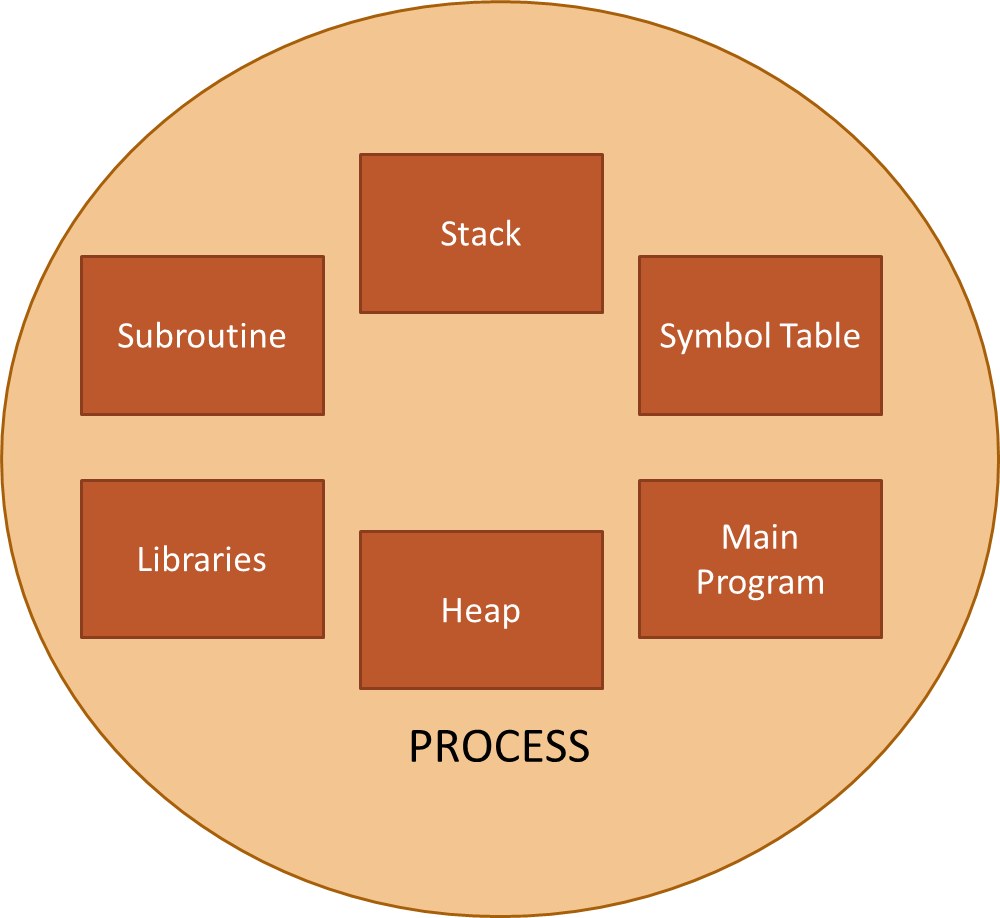 Stack
Subroutine
Symbol Table
Libraries
Heap
Main
Program
PROCESS